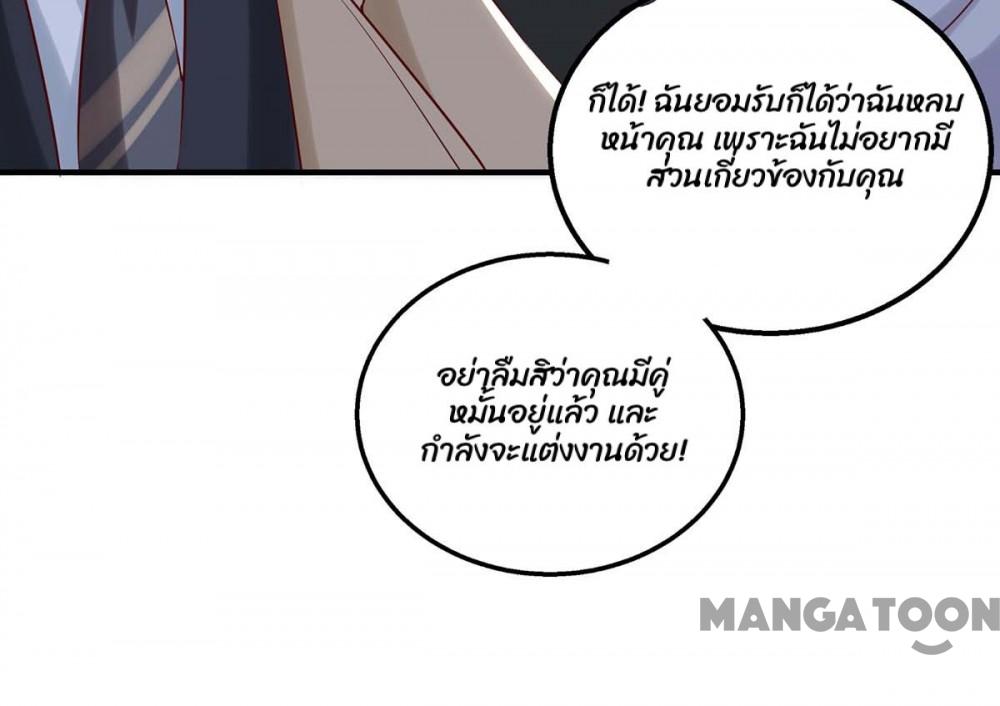 ก็ได้! ฉันยอมรับก็ได้ว่าฉันหลบ
หน้าคุณ เพราะฉันไม่อยากมี
ส่วนเกี่ยวข้องกับคุณ
อย่าลืมสิว่าคุณมีคู่
หมั้นอยู่แล้ว และ
กำลังจะแต่งงานด้วย!
MANGATOON